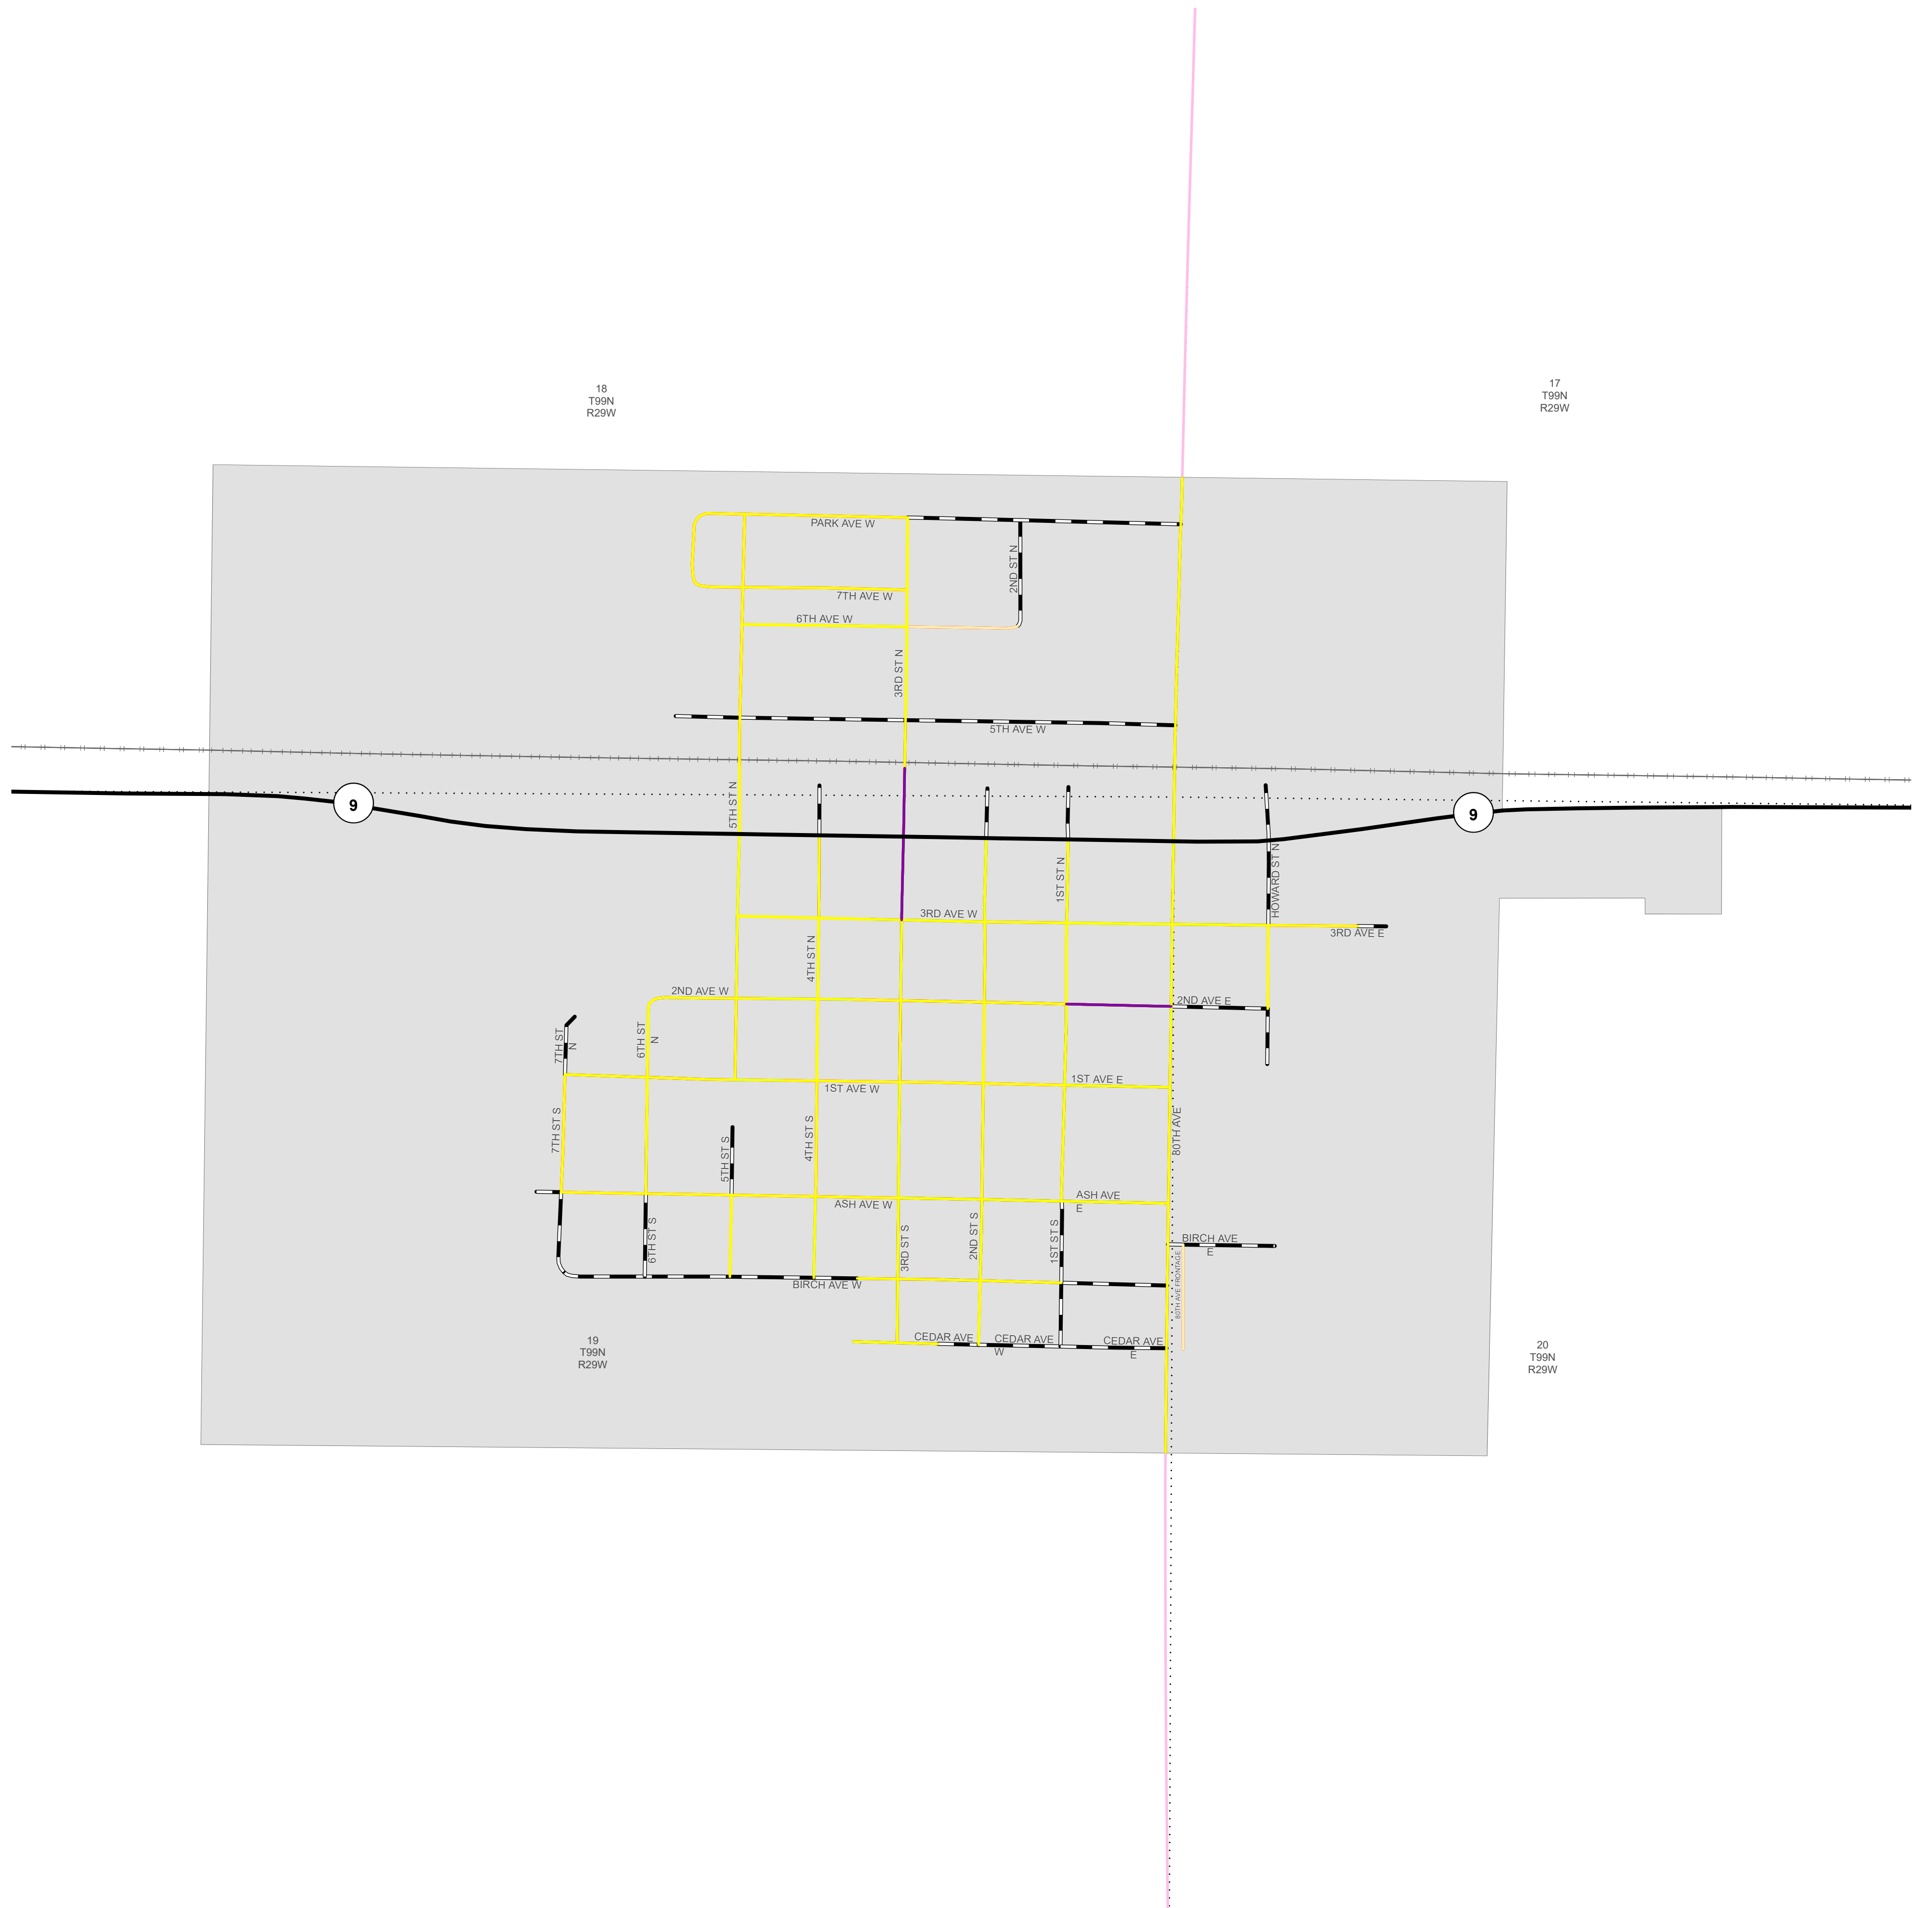 17
T99N
R29W
18
T99N
R29W
PARK AVE W
2ND ST N
7TH AVE W
6TH AVE W
3RD ST N
5TH AVE W
5TH ST N
9
9
1ST ST N
HOWARD ST N
3RD AVE W
3RD AVE E
4TH ST N
2ND AVE W
2ND AVE E
7TH ST
N
6TH ST
N
1ST AVE W
1ST AVE E
7TH ST S
5TH ST S
4TH ST S
80TH AVE
ASH AVE W
ASH AVE
E
6TH ST S
3RD ST S
2ND ST S
1ST ST S
BIRCH AVE
E
80TH AVE FRONTAGE
BIRCH AVE W
CEDAR AVE
W
CEDAR AVE
CEDAR AVE
E
19
T99N
R29W
20
T99N
R29W